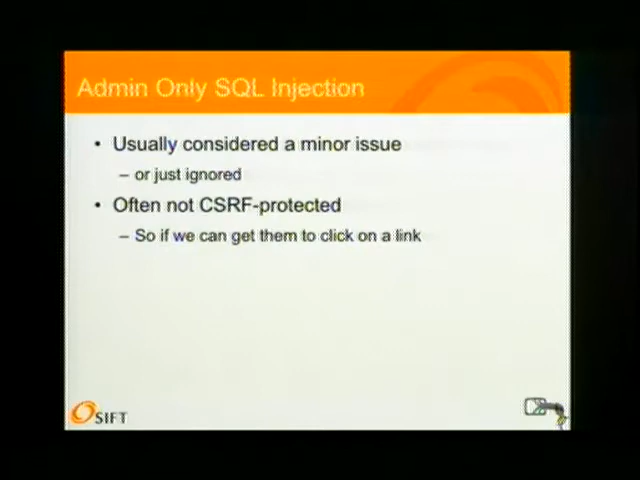 Admin Only SQL Injection
• Usually considered a minor issue
– or just ignored
• Often not CSRF-protected
– So if we can get them to click on a link
SIFT